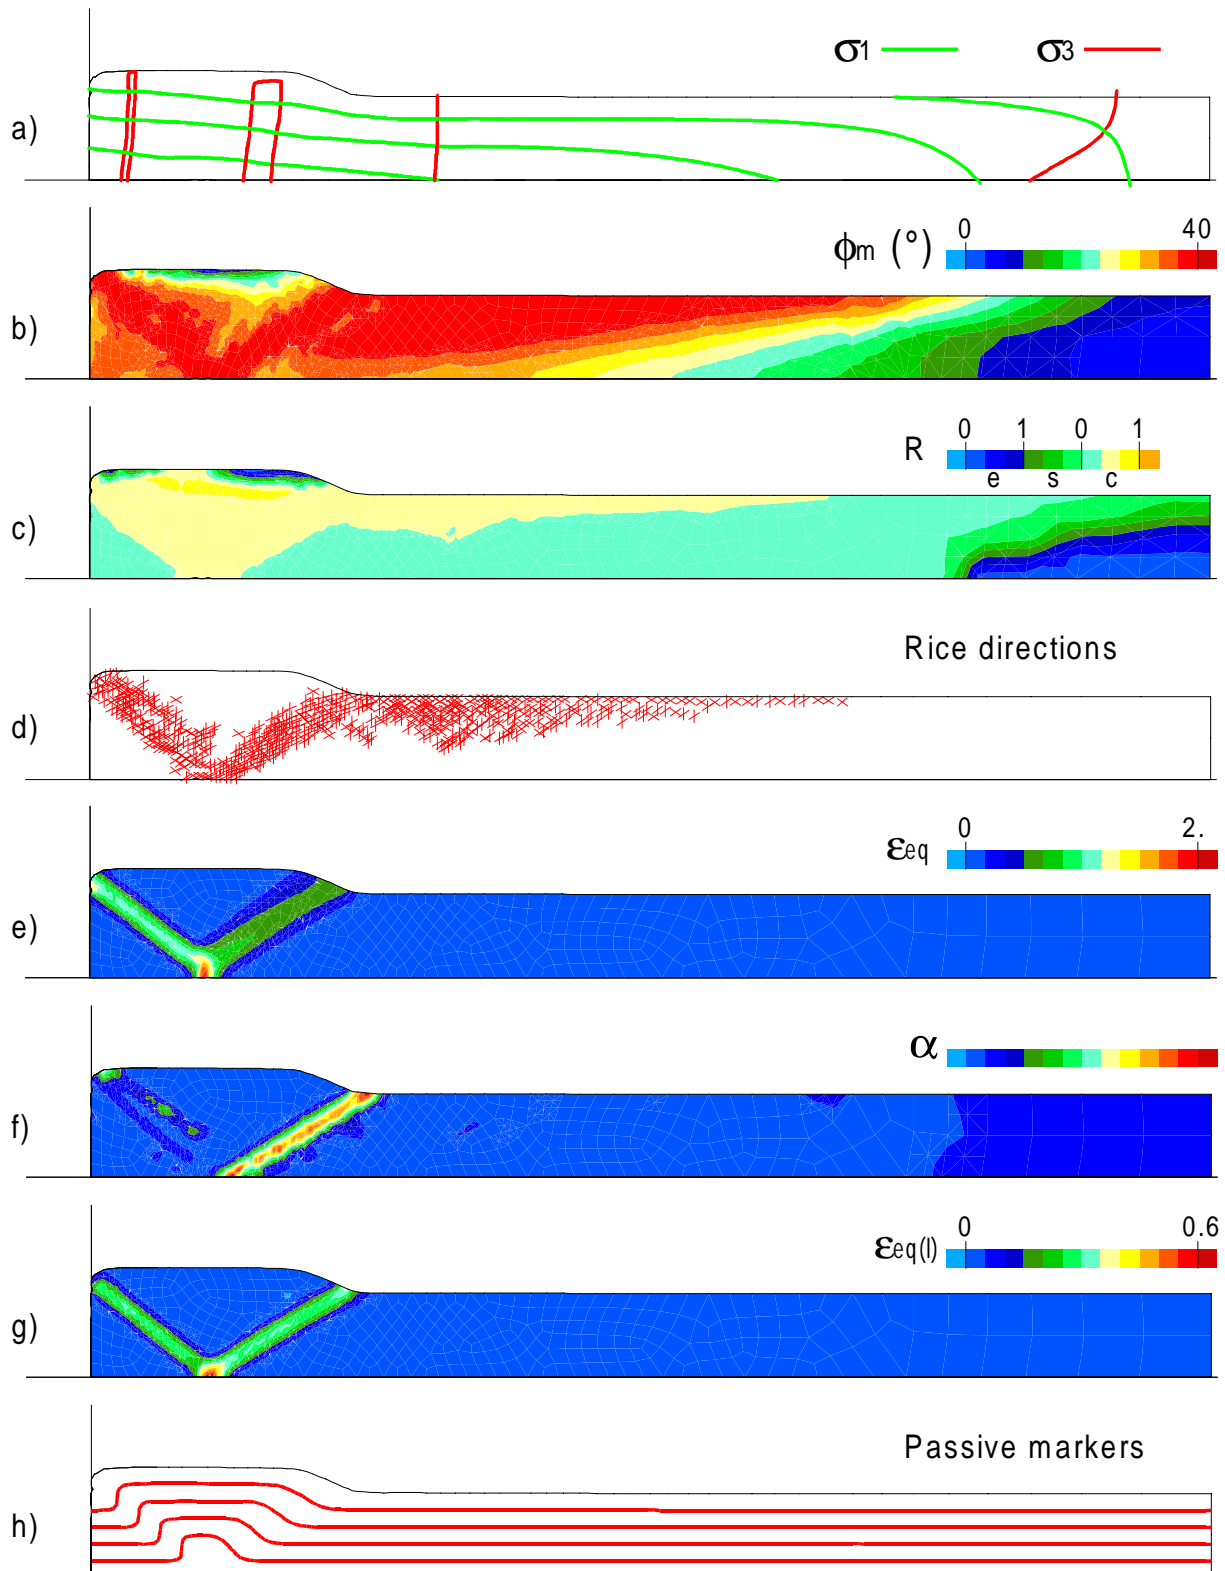 σ1 σ3
a)
ϕm (°) 0 40
b)
R 0 1 0 1
e s c
c)
Rice directions
d)
εeq 0 2.
e)
α
f)
εeq(l) 0 0.6
g)
Passive markers
h)